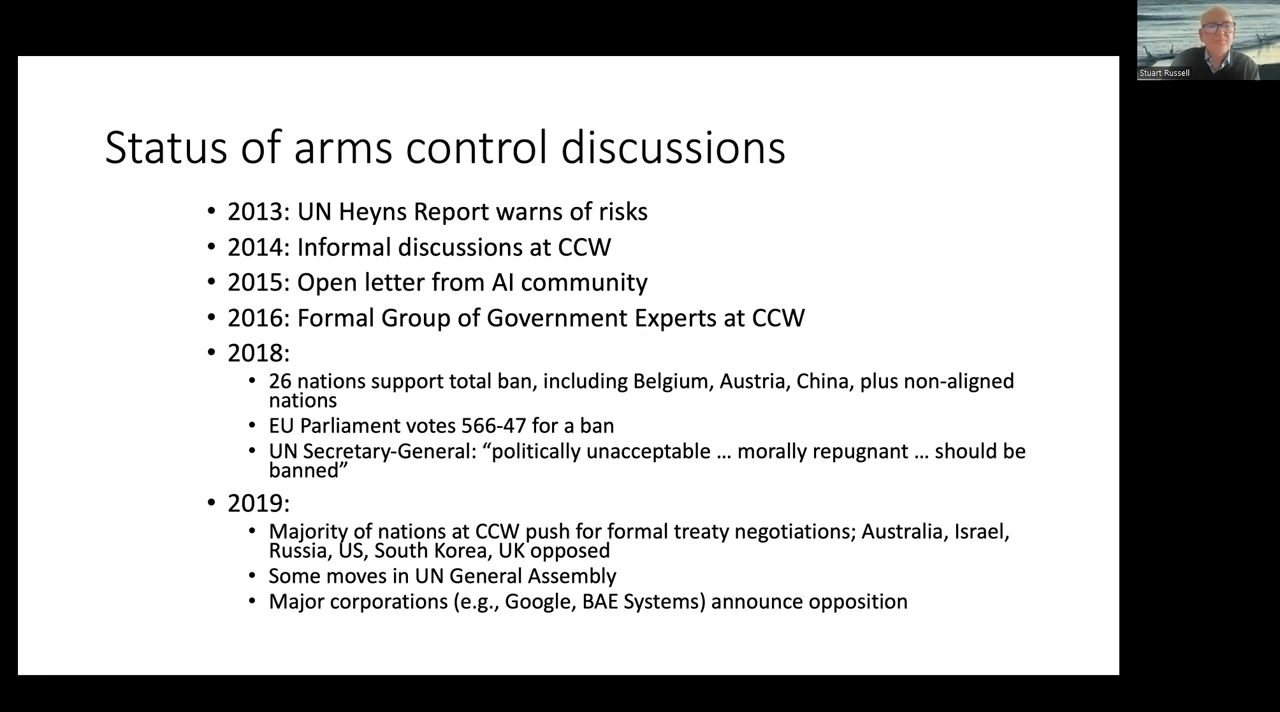 Status of arms control discussions
• 2013: UN Heyns Report warns of risks
• 2014: Informal discussions at CCW
• 2015: Open letter from AI community
• 2016: Formal Group of Government Experts at CCW
• 2018:
• 26 nations support total ban, including Belgium, Austria, China, plus non-aligned
nations
• EU Parliament votes 566-47 for a ban
• UN Secretary-General: “politically unacceptable … morally repugnant … should be
banned”
• 2019:
• Majority of nations at CCW push for formal treaty negotiations; Australia, Israel,
Russia, US, South Korea, UK opposed
• Some moves in UN General Assembly
• Major corporations (e.g., Google, BAE Systems) announce opposition
Stuart Russell